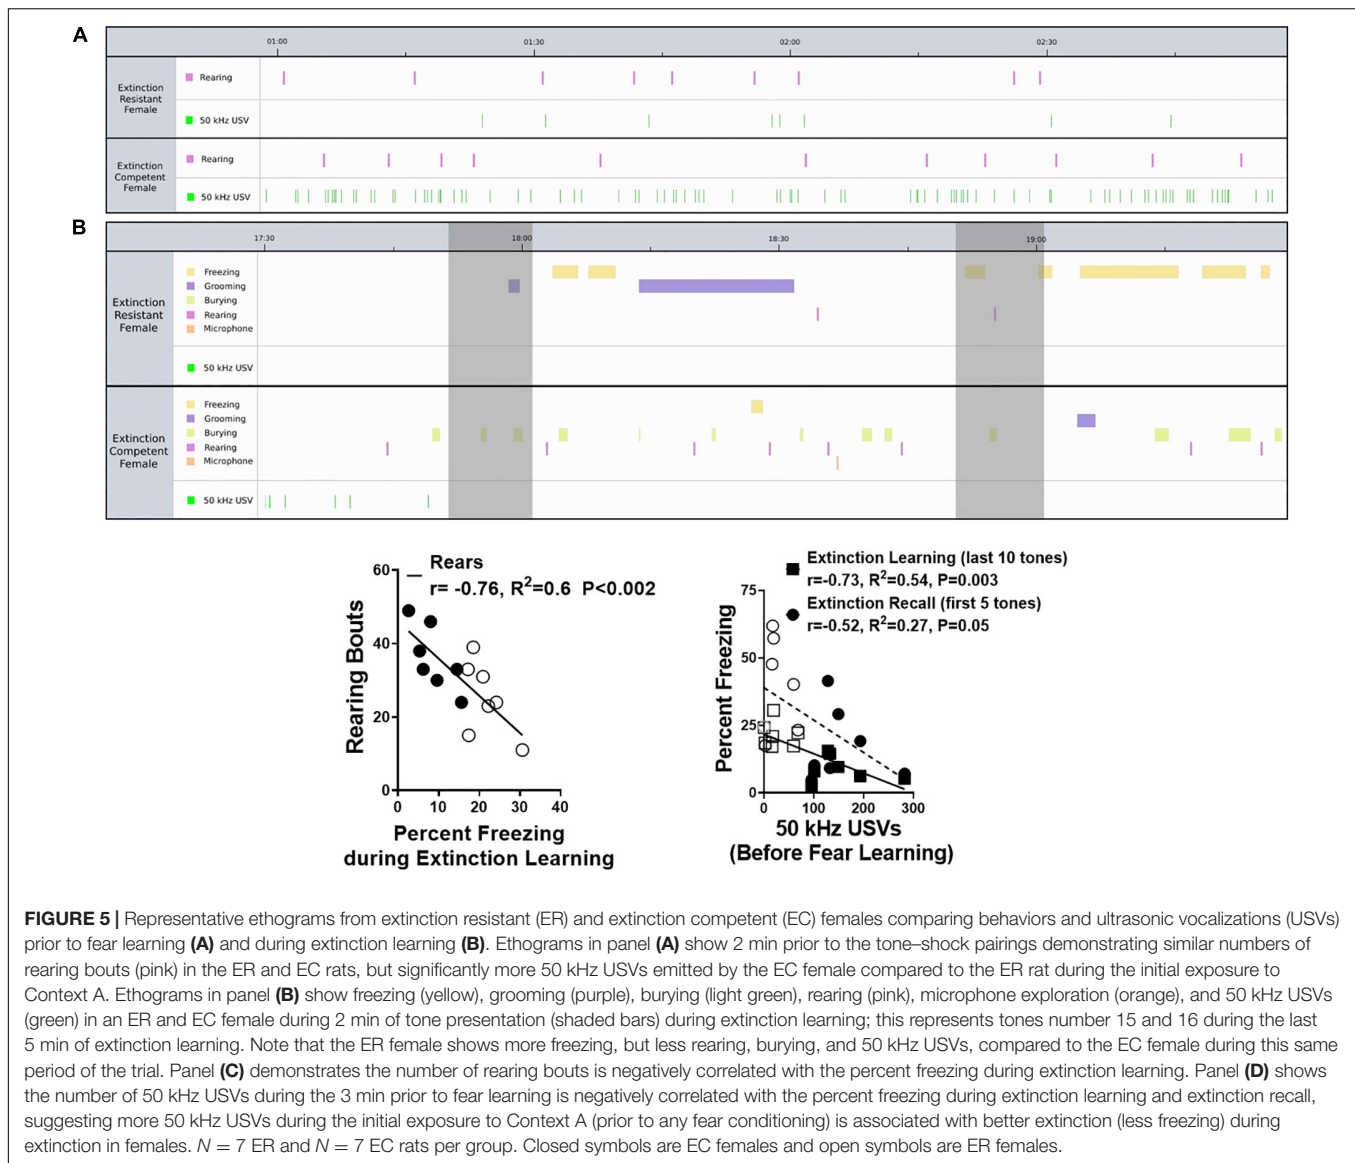 A
01:00 01:30 02:00 02:30
Extinction
Resistant
Female
Rearing
50 kHz USV
Extinction
Competent
Female
Rearing
50 kHz USV
B
17:30 18:00 18:30 19:00
Extinction
Resistant
Female
Freezing
Grooming
Burying
Rearing
Microphone
50 kHz USV
Extinction
Competent
Female
Freezing
Grooming
Burying
Rearing
Microphone
50 kHz USV
Rears
r= -0.76, R²=0.6 P<0.002
Rearing Bouts
60
40
20
0
0 10 20 30 40
Percent Freezing
during Extinction Learning
Extinction Learning (last 10 tones)
r=-0.73, R²=0.54, P=0.003
Extinction Recall (first 5 tones)
r=-0.52, R²=0.27, P=0.05
Percent Freezing
75
50
25
0
0 100 200 300
50 kHz USVs
(Before Fear Learning)
FIGURE 5 | Representative ethograms from extinction resistant (ER) and extinction competent (EC) females comparing behaviors and ultrasonic vocalizations (USVs)
prior to fear learning (A) and during extinction learning (B). Ethograms in panel (A) show 2 min prior to the tone–shock pairings demonstrating similar numbers of
rearing bouts (pink) in the ER and EC rats, but significantly more 50 kHz USVs emitted by the EC female compared to the ER rat during the initial exposure to
Context A. Ethograms in panel (B) show freezing (yellow), grooming (purple), burying (light green), rearing (pink), microphone exploration (orange), and 50 kHz USVs
(green) in an ER and EC female during 2 min of tone presentation (shaded bars) during extinction learning; this represents tones number 15 and 16 during the last
5 min of extinction learning. Note that the ER female shows more freezing, but less rearing, burying, and 50 kHz USVs, compared to the EC female during this same
period of the trial. Panel (C) demonstrates the number of rearing bouts is negatively correlated with the percent freezing during extinction learning. Panel (D) shows
the number of 50 kHz USVs during the 3 min prior to fear learning is negatively correlated with the percent freezing during extinction learning and extinction recall,
suggesting more 50 kHz USVs during the initial exposure to Context A (prior to any fear conditioning) is associated with better extinction (less freezing) during
extinction in females. N = 7 ER and N = 7 EC rats per group. Closed symbols are EC females and open symbols are ER females.